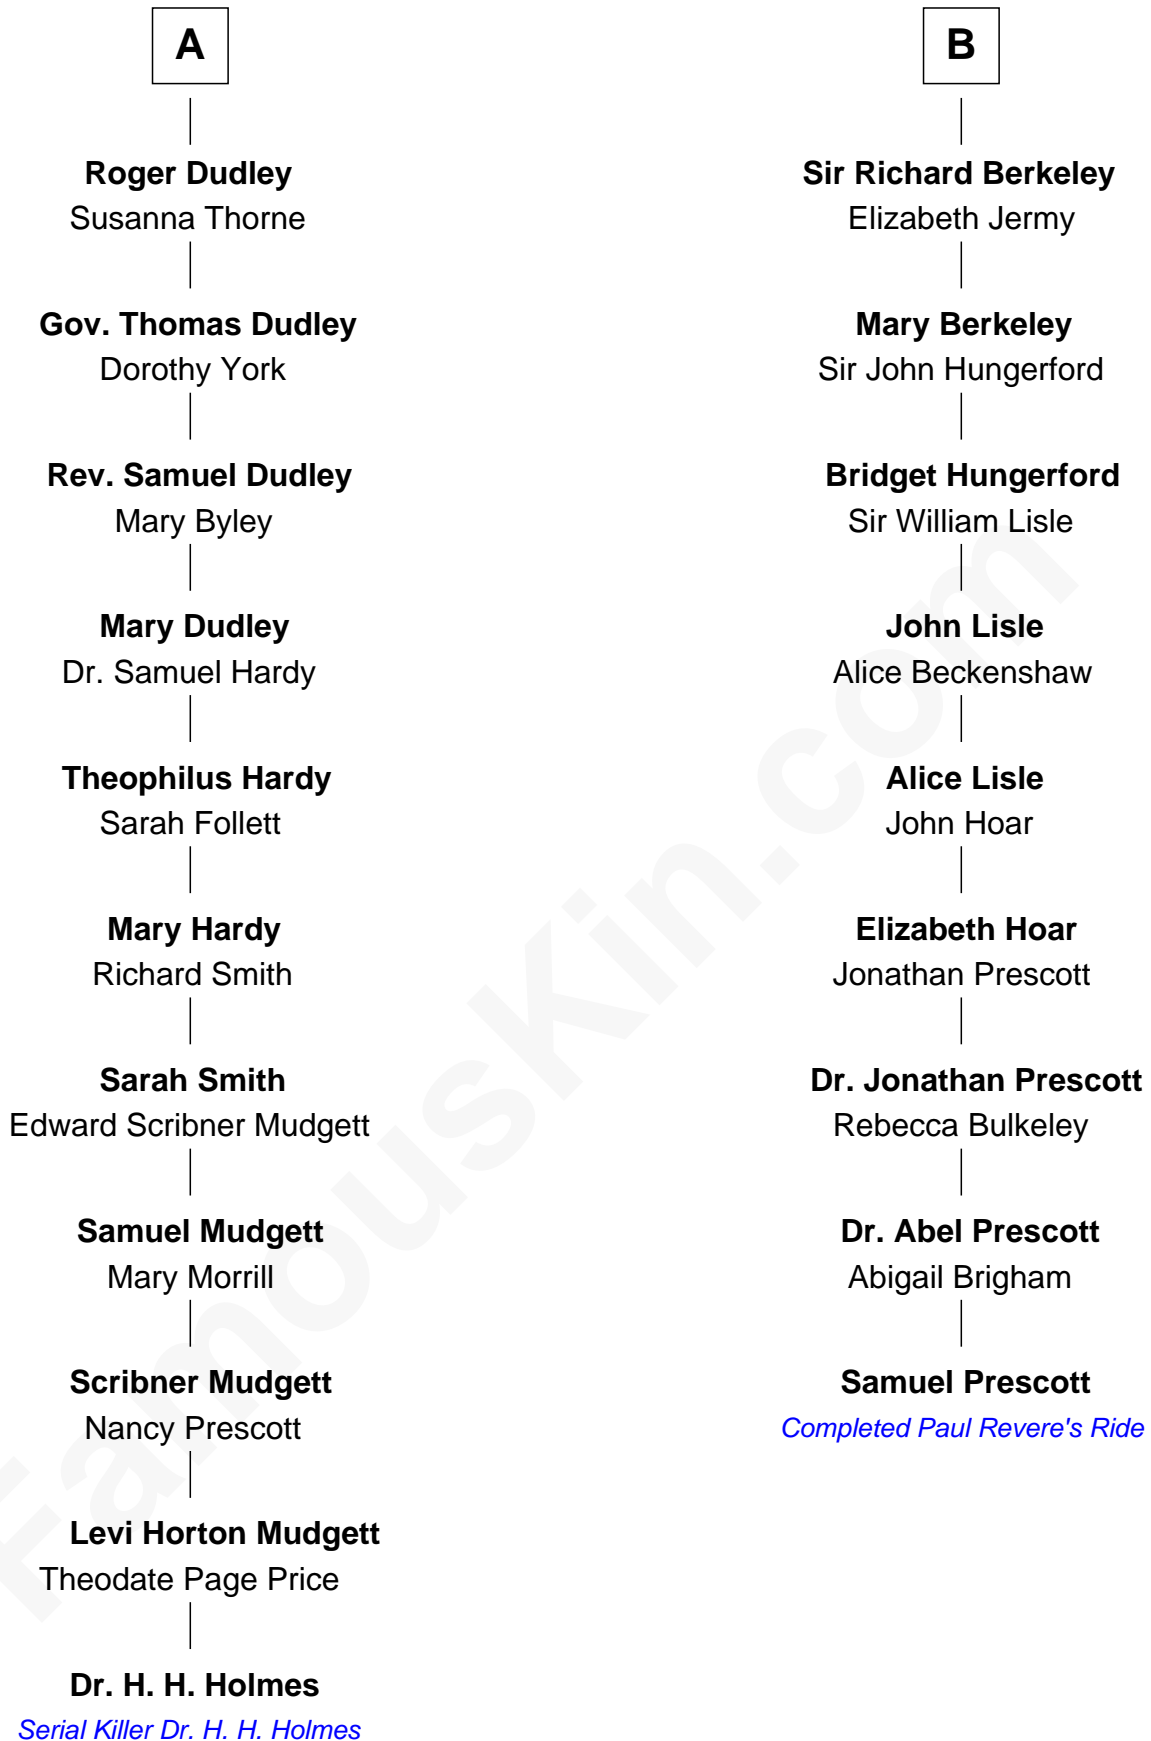 A
Roger Dudley
Susanna Thorne
Gov. Thomas Dudley
Dorothy York
Rev. Samuel Dudley
Mary Byley
Mary Dudley
Dr. Samuel Hardy
Theophilus Hardy
Sarah Follett
Mary Hardy
Richard Smith
Sarah Smith
Edward Scribner Mudgett
Samuel Mudgett
Mary Morrill
Scribner Mudgett
Nancy Prescott
Levi Horton Mudgett
Theodate Page Price
Dr. H. H. Holmes
Serial Killer Dr. H. H. Holmes
B
Sir Richard Berkeley
Elizabeth Jermy
Mary Berkeley
Sir John Hungerford
Bridget Hungerford
Sir William Lisle
John Lisle
Alice Beckenshaw
Alice Lisle
John Hoar
Elizabeth Hoar
Jonathan Prescott
Dr. Jonathan Prescott
Rebecca Bulkeley
Dr. Abel Prescott
Abigail Brigham
Samuel Prescott
Completed Paul Revere's Ride
FamousKin.com